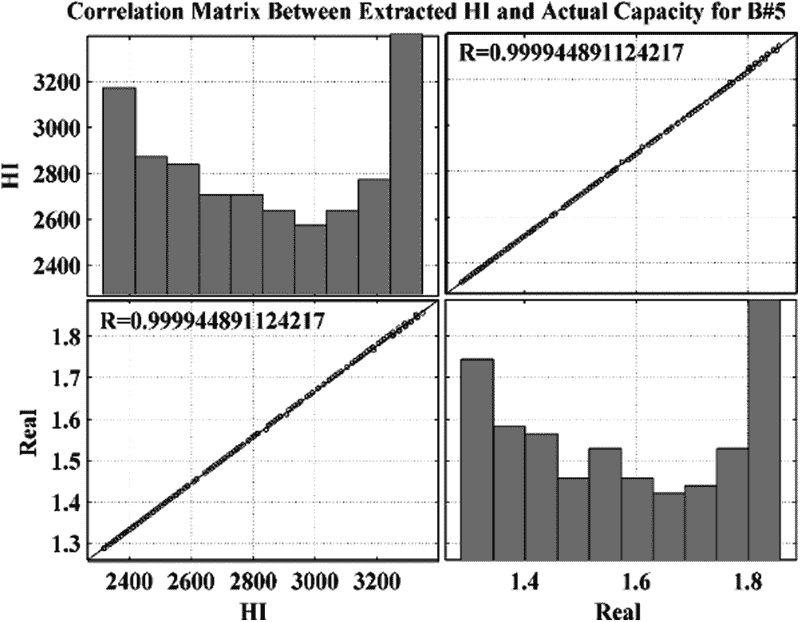 Correlation Matrix Between Extracted HI and Actual Capacity for B#5
R=0.999944891124217
3200
3000
2800
2600
2400
HI
R=0.999944891124217
1.8
1.7
1.6
1.5
1.4
1.3
Real
2400 2600 2800 3000 3200
HI
1.4 1.6 1.8
Real